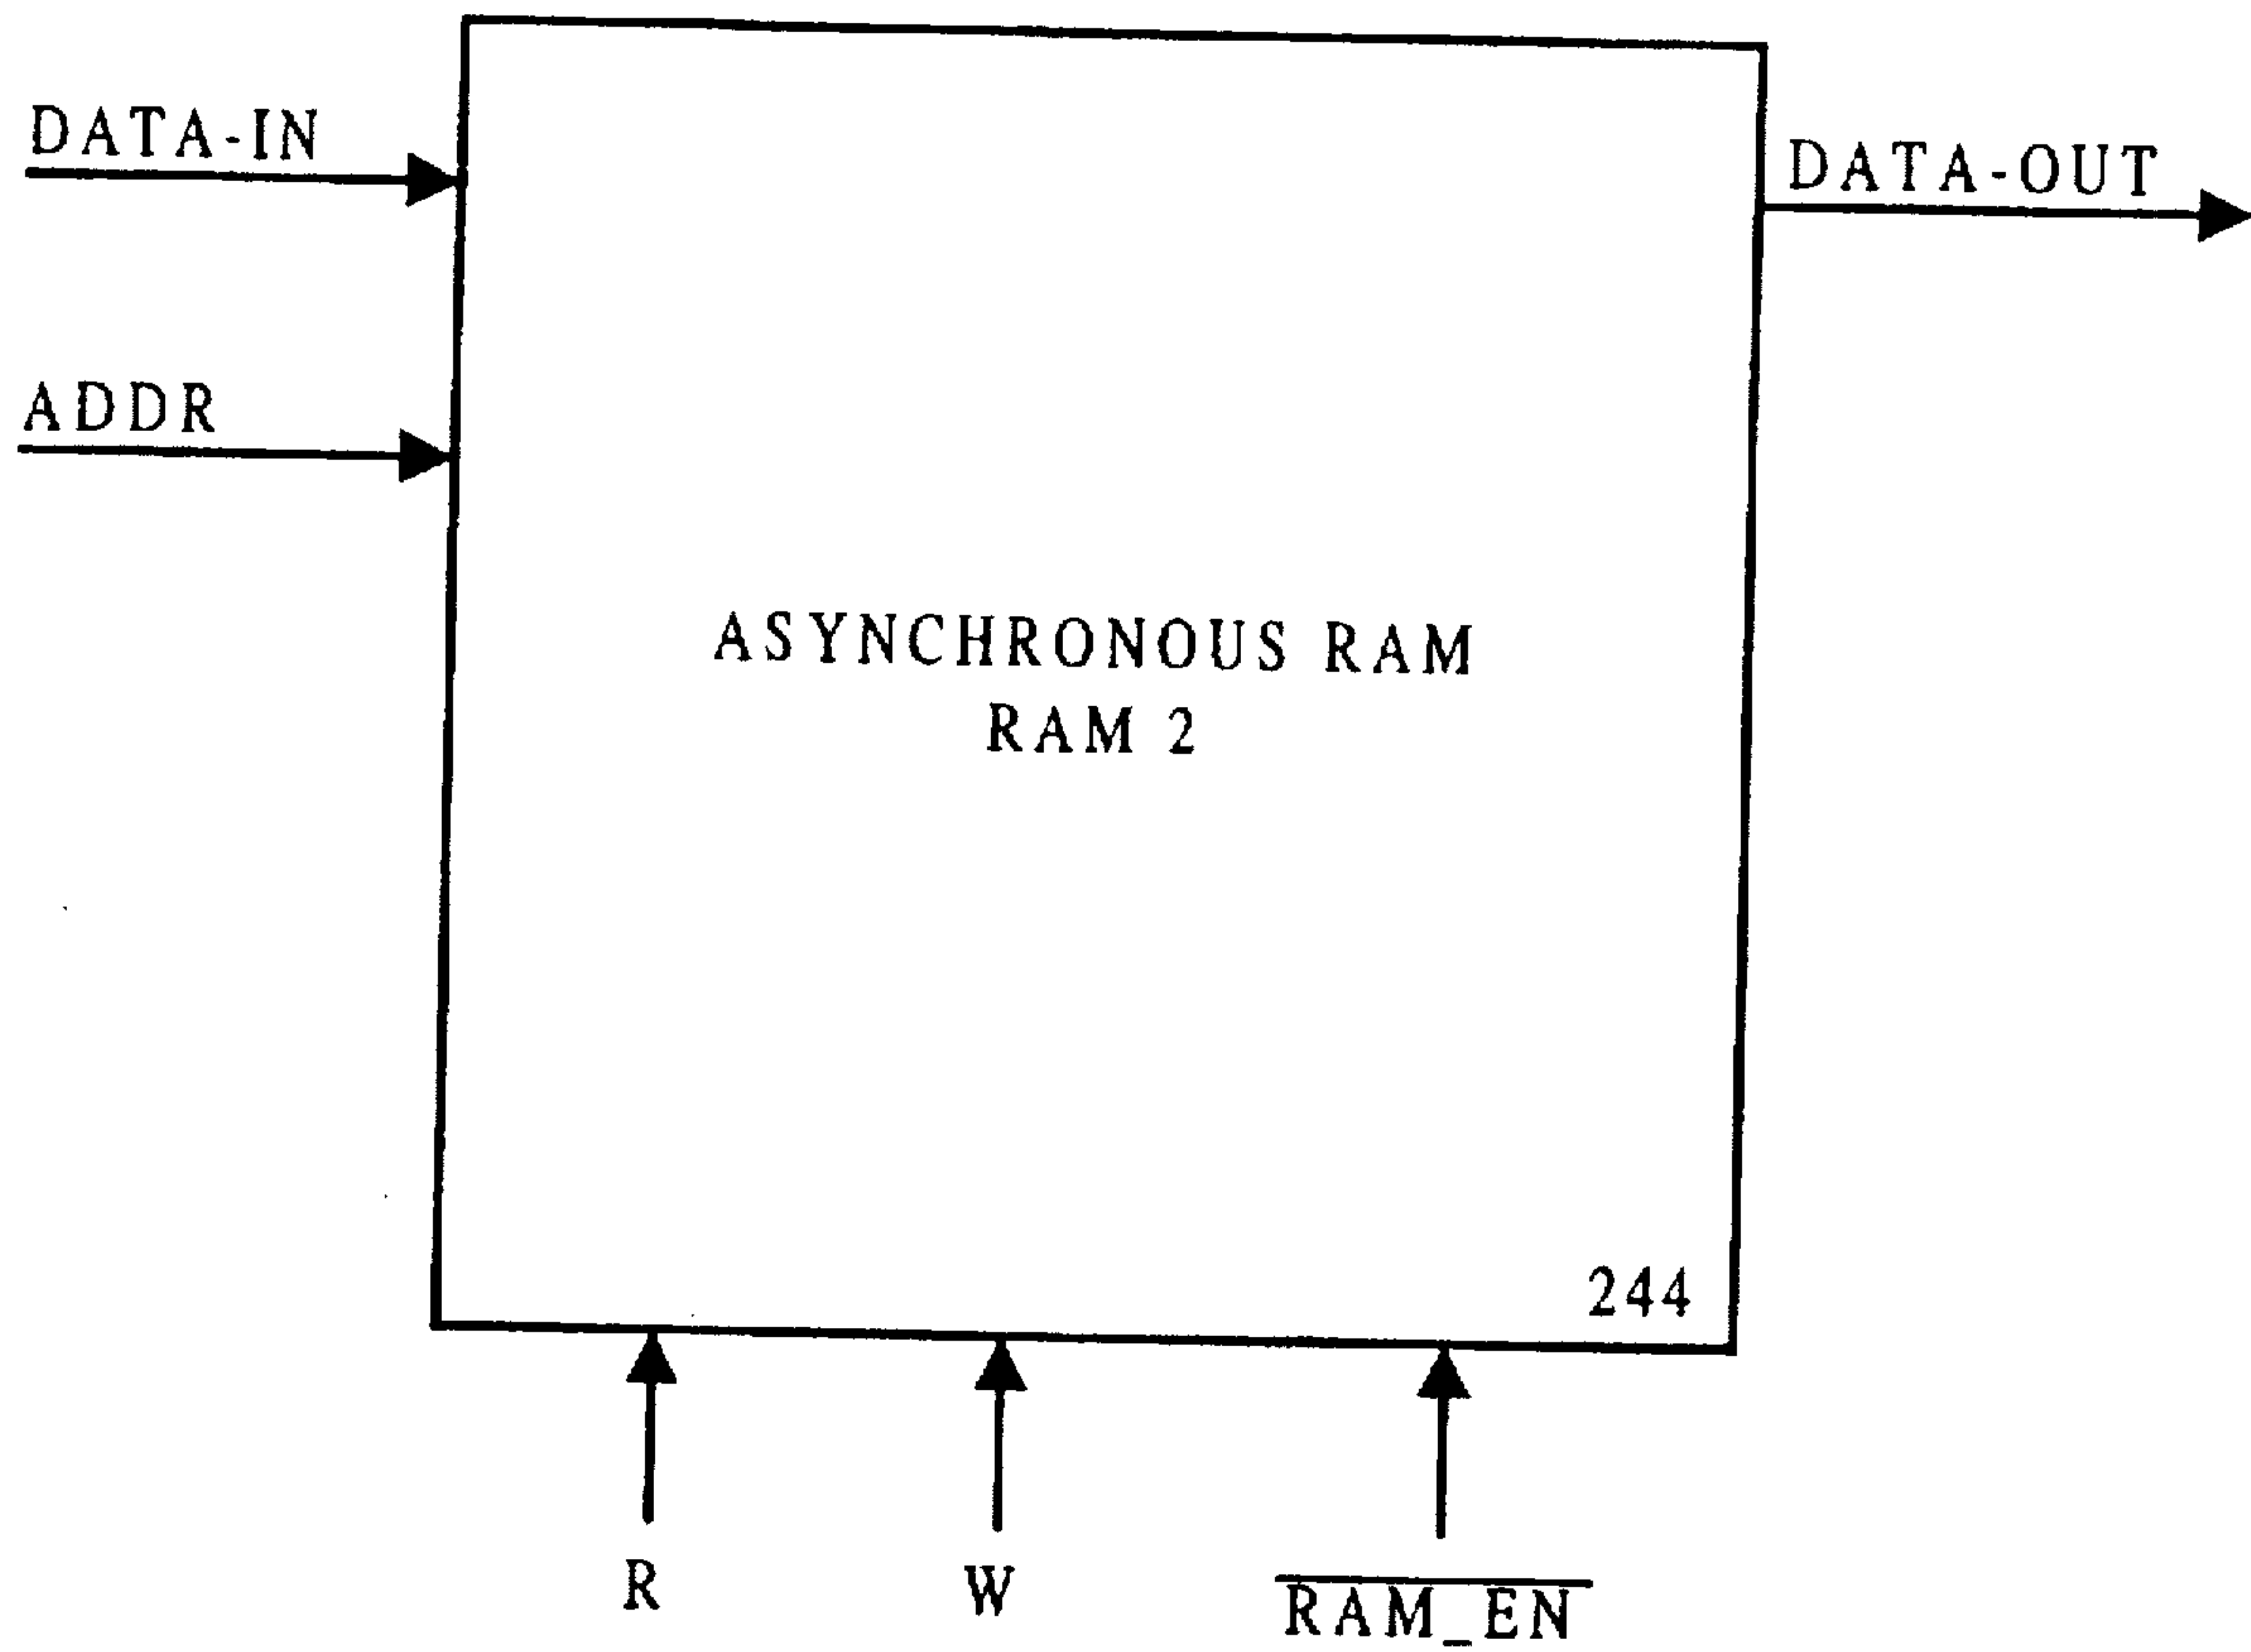 DATA-IN
DATA-OUT
ADDR
ASYNCHRONOUS RAM
RAM 2
244
R
W
RAM_EN